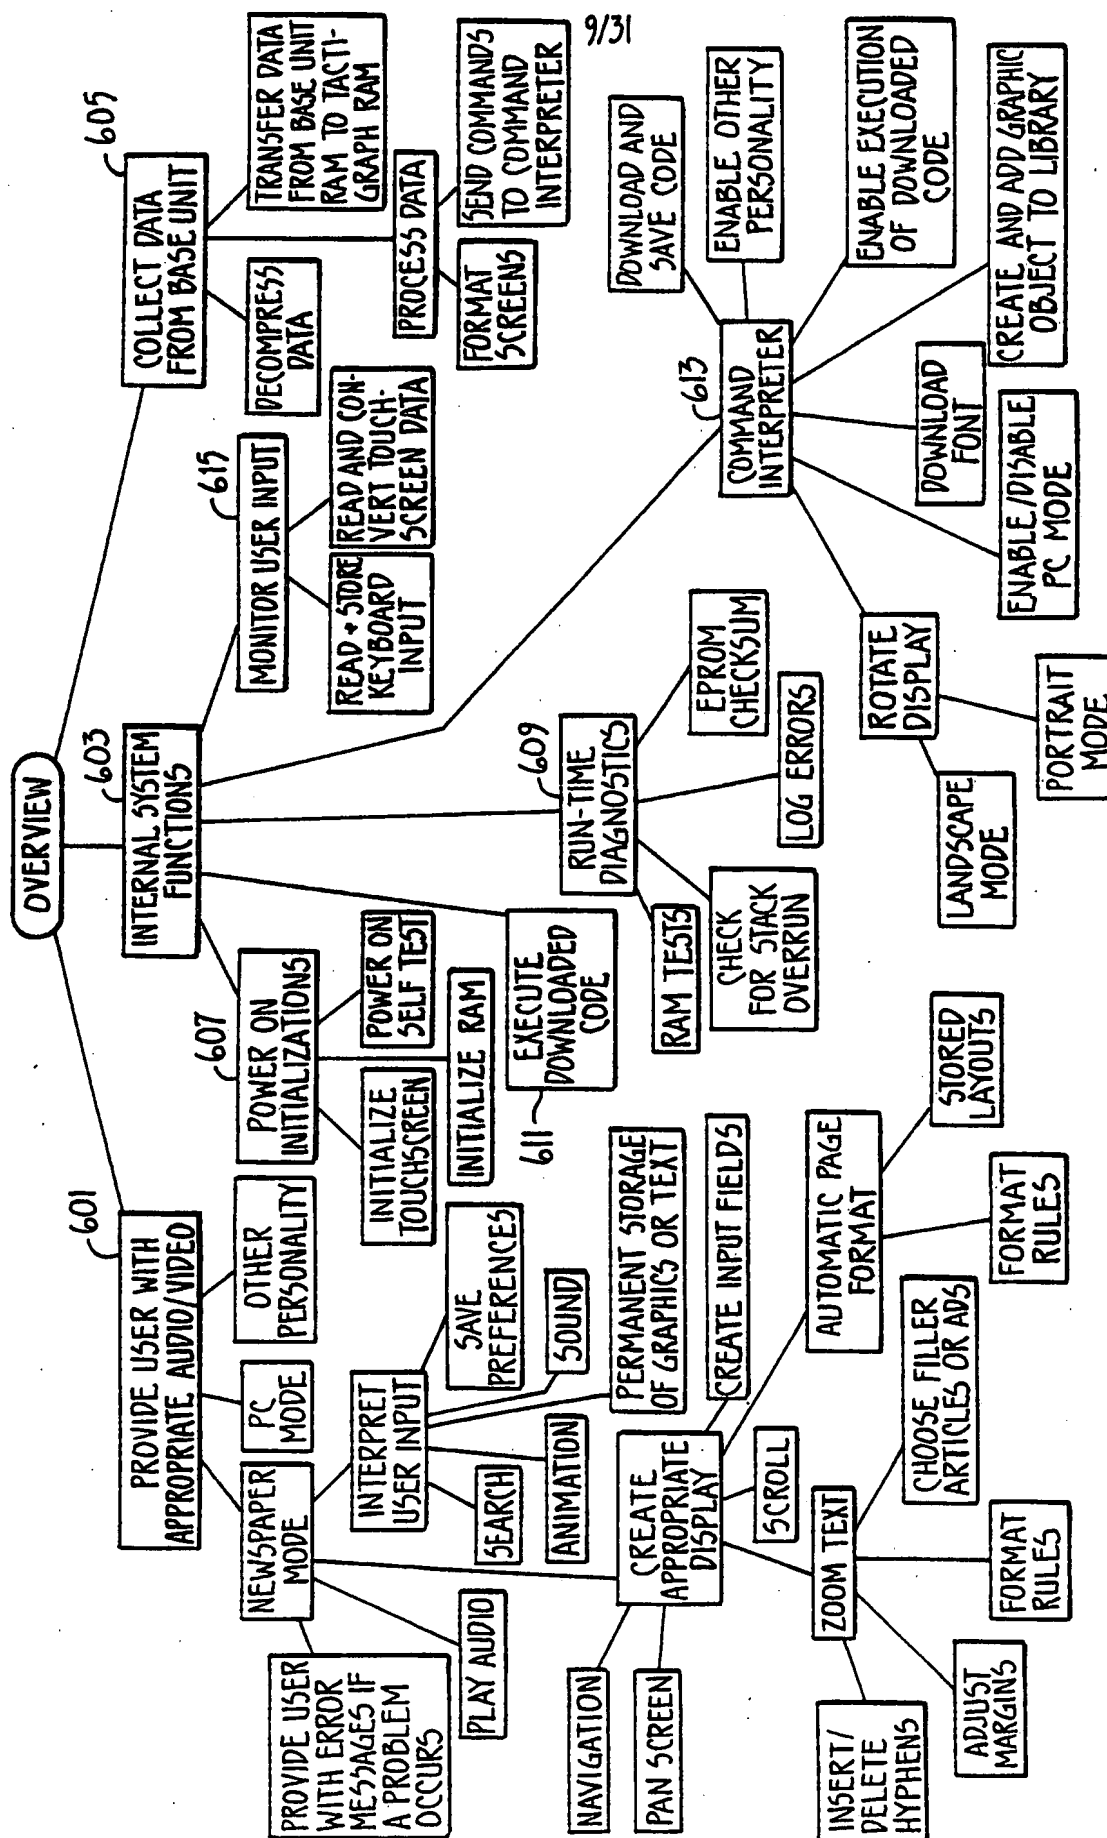 9/31
OVERVIEW
601
PROVIDE USER WITH
APPROPRIATE AUDIO/VIDEO
603
INTERNAL SYSTEM
FUNCTIONS
605
COLLECT DATA
FROM BASE UNIT
NEWSPAPER
MODE
PC
MODE
OTHER
PERSONALITY
607
POWER ON
INITIALIZATIONS
615
MONITOR USER INPUT
DECOMPRESS
DATA
TRANSFER DATA
FROM BASE UNIT
RAM TO TACTI-
GRAPH RAM
PROVIDE USER
WITH ERROR
MESSAGES IF
A PROBLEM
OCCURS
PLAY AUDIO
INTERPRET
USER INPUT
SEARCH
ANIMATION
SAVE
PREFERENCES
SOUND
PERMANENT STORAGE
OF GRAPHICS OR TEXT
INITIALIZE
TOUCHSCREEN
POWER ON
SELF TEST
INITIALIZE RAM
READ + STORE
KEYBOARD
INPUT
READ AND CON-
VERT TOUCH-
SCREEN DATA
PROCESS DATA
FORMAT
SCREENS
SEND COMMANDS
TO COMMAND
INTERPRETER
611
EXECUTE
DOWNLOADED
CODE
609
RUN-TIME
DIAGNOSTICS
RAM TESTS
CHECK
FOR STACK
OVERRUN
LOG ERRORS
EPROM
CHECKSUM
613
COMMAND
INTERPRETER
DOWNLOAD AND
SAVE CODE
ENABLE OTHER
PERSONALITY
ENABLE EXECUTION
OF DOWNLOADED
CODE
CREATE AND ADD GRAPHIC
OBJECT TO LIBRARY
DOWNLOAD
FONT
ENABLE/DISABLE
PC MODE
ROTATE
DISPLAY
LANDSCAPE
MODE
PORTRAIT
MODE
NAVIGATION
PAN SCREEN
CREATE
APPROPRIATE
DISPLAY
CREATE INPUT FIELDS
SCROLL
ZOOM TEXT
AUTOMATIC PAGE
FORMAT
INSERT/
DELETE
HYPHENS
ADJUST
MARGINS
FORMAT
RULES
CHOOSE FILLER
ARTICLES OR ADS
FORMAT
RULES
STORED
LAYOUTS